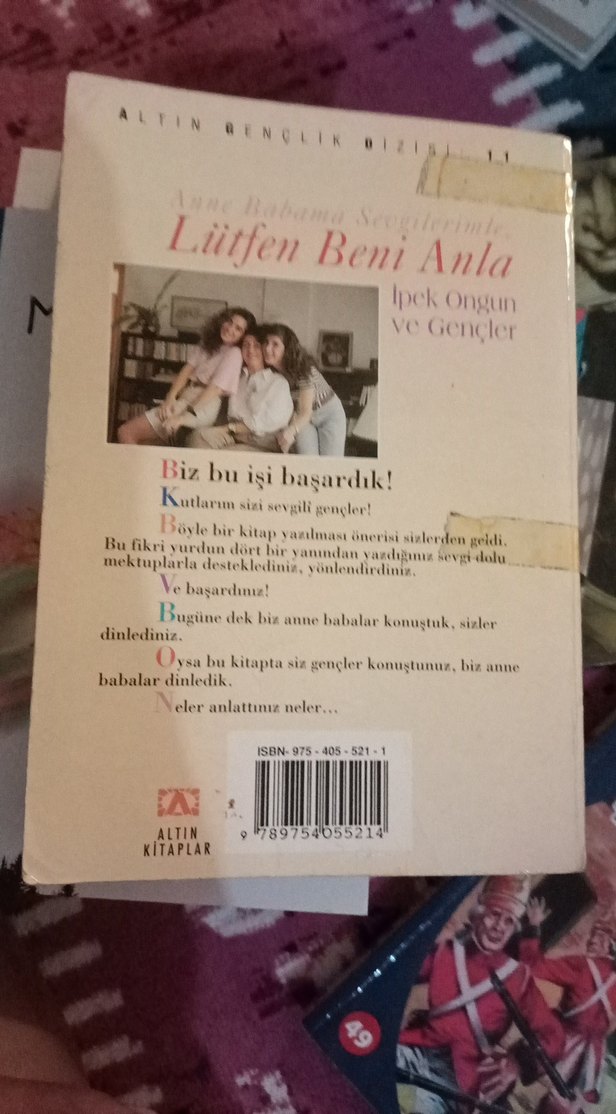 ALTIN GENÇLİK DİZİSİ: 11
Anne Babama Sevgilerimle,
Lütfen Beni Anla
İpek Ongun
ve Gençler
Biz bu işi başardık!
Kutlarım sizi sevgili gençler!
Böyle bir kitap yazılması önerisi sizlerden geldi.
Bu fikri yurdun dört bir yanından yazdığınız sevgi dolu
mektuplarla desteklediniz, yönlendirdiniz.
Ve başardınız!
Bugüne dek biz anne babalar konuştuk, sizler
dinlediniz.
Oysa bu kitapta siz gençler konuştunuz, biz anne
babalar dinledik.
Neler anlattınız neler...
ISBN- 975 - 405 - 521 - 1
9 789754 055214
ALTIN
KİTAPLAR
M
49